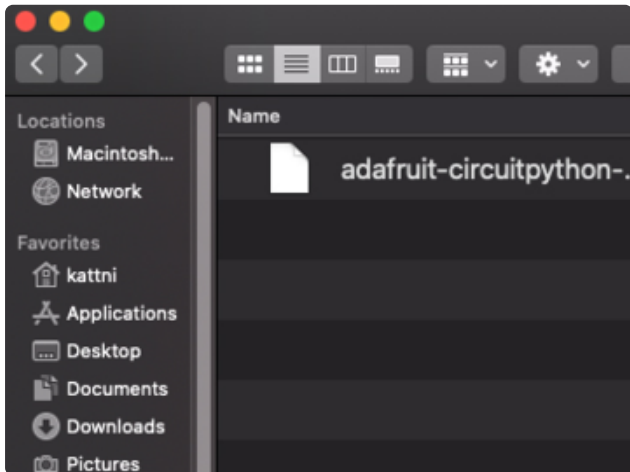 Name
Locations
Macintosh...
Network
Favorites
kattni
Applications
Desktop
Documents
Downloads
Pictures
adafruit-circuitpython-.